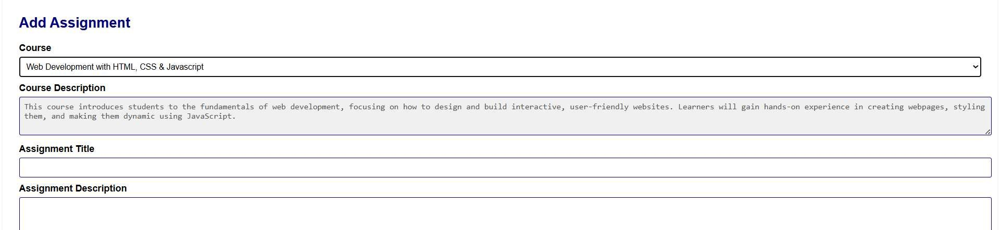 Add Assignment
Course
Web Development with HTML, CSS & Javascript
Course Description
This course introduces students to the fundamentals of web development, focusing on how to design and build interactive, user-friendly websites. Learners will gain hands-on experience in creating webpages, styling
them, and making them dynamic using JavaScript.
Assignment Title
Assignment Description